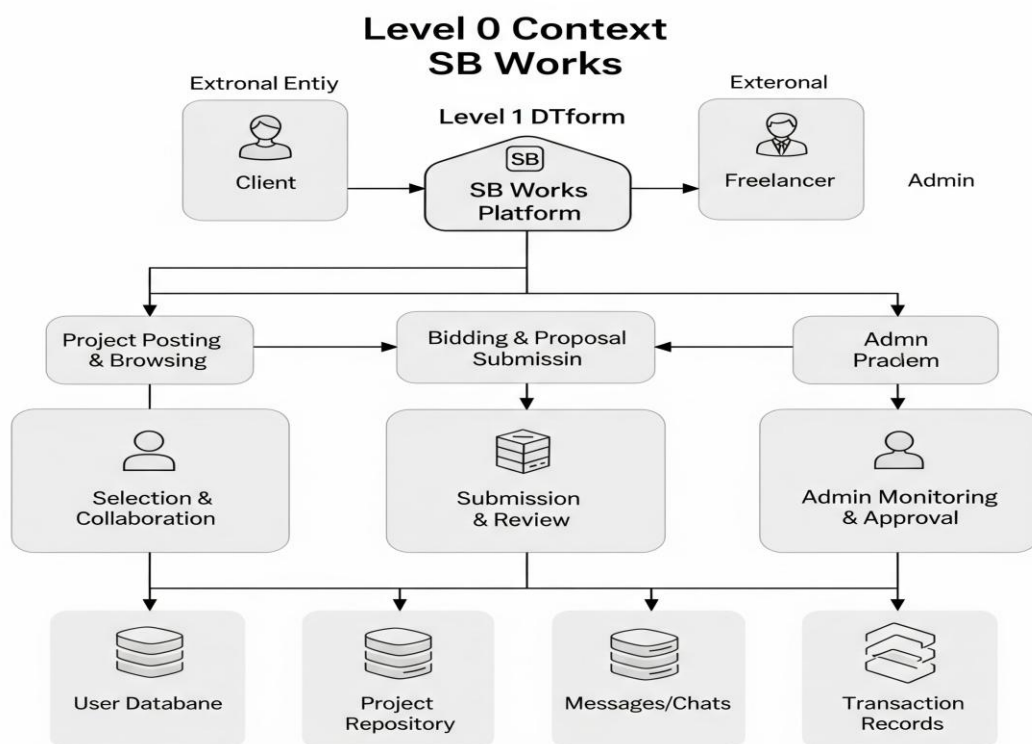 Level 0 Context
SB Works
Extronal Entiy
Exteronal
Level 1 DTform
Client
SB
SB Works
Platform
Freelancer
Admin
Project Posting
& Browsing
Bidding & Proposal
Submissin
Admn
Praclem
Selection &
Collaboration
Submission
& Review
Admin Monitoring
& Approval
User Databane
Project
Repository
Messages/Chats
Transaction
Records